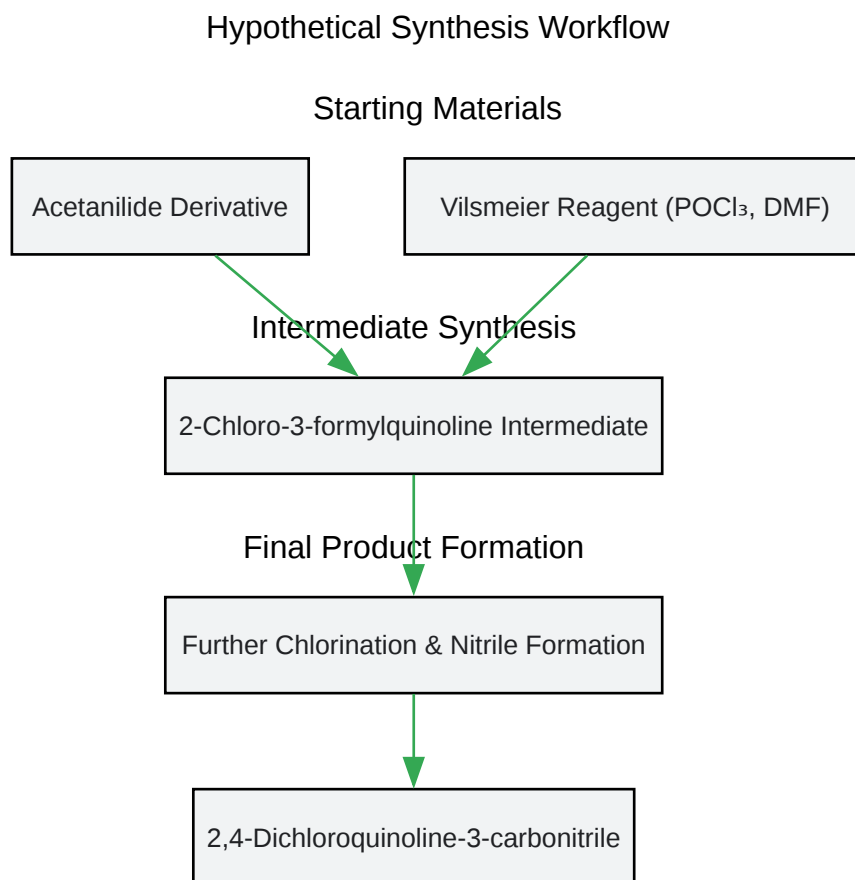 Hypothetical Synthesis Workflow
Starting Materials
Acetanilide Derivative
Vilsmeier Reagent (POCl₃, DMF)
Intermediate Synthesis
2-Chloro-3-formylquinoline Intermediate
Final Product Formation
Further Chlorination & Nitrile Formation
2,4-Dichloroquinoline-3-carbonitrile